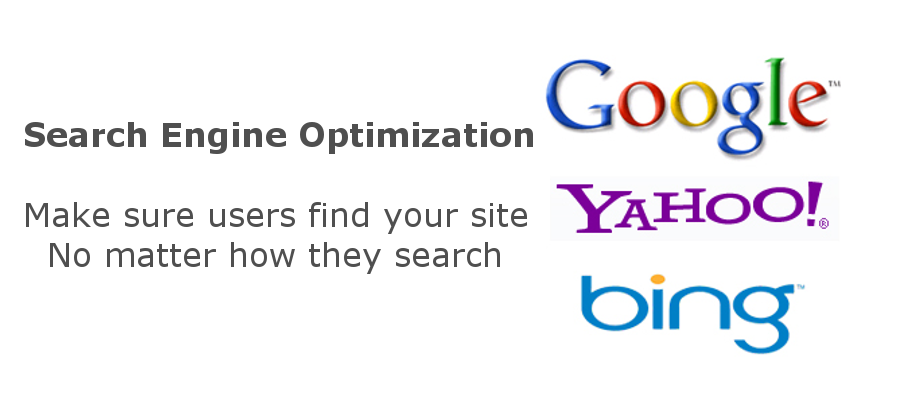 Search Engine Optimization
Make sure users find your site
No matter how they search
Google™
YAHOO!®
bing™